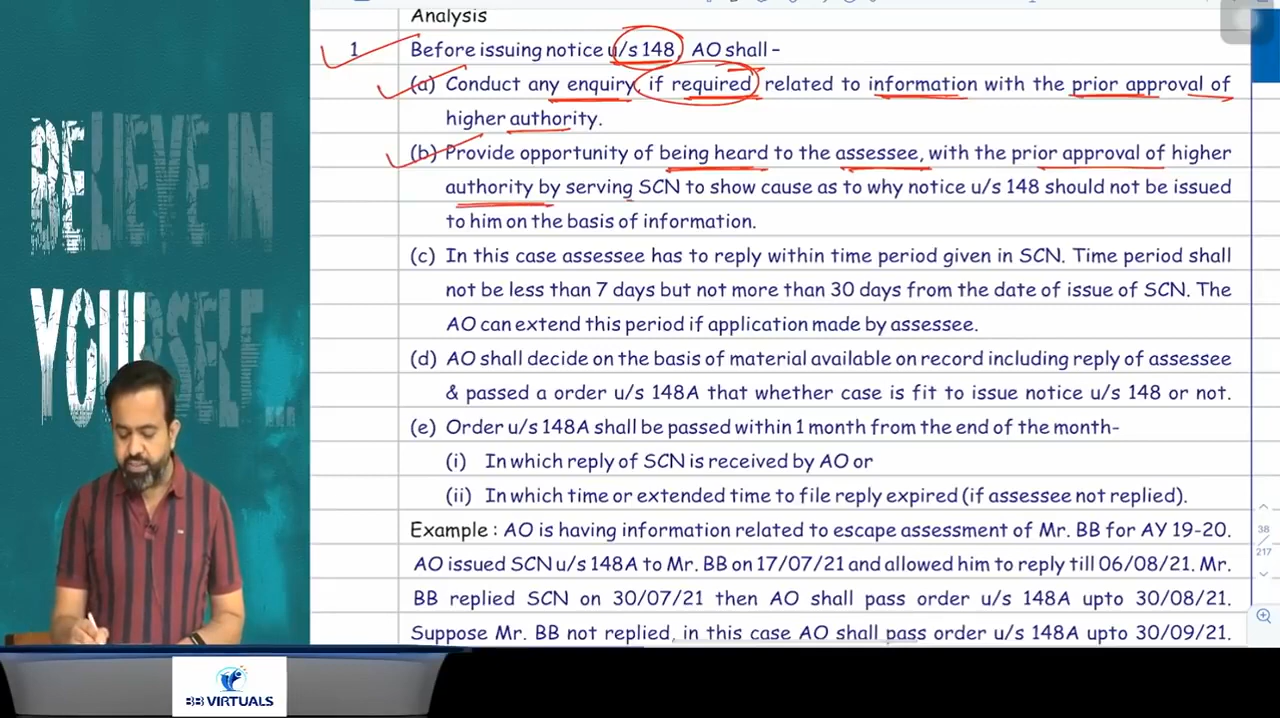 Analysis
1 Before issuing notice u/s 148, AO shall –
(a) Conduct any enquiry, if required related to information with the prior approval of
higher authority.
(b) Provide opportunity of being heard to the assessee, with the prior approval of higher
authority by serving SCN to show cause as to why notice u/s 148 should not be issued
to him on the basis of information.
(c) In this case assessee has to reply within time period given in SCN. Time period shall
not be less than 7 days but not more than 30 days from the date of issue of SCN. The
AO can extend this period if application made by assessee.
(d) AO shall decide on the basis of material available on record including reply of assessee
& passed a order u/s 148A that whether case is fit to issue notice u/s 148 or not.
(e) Order u/s 148A shall be passed within 1 month from the end of the month–
(i) In which reply of SCN is received by AO or
(ii) In which time or extended time to file reply expired (if assessee not replied).
Example : AO is having information related to escape assessment of Mr. BB for AY 19-20.
AO issued SCN u/s 148A to Mr. BB on 17/07/21 and allowed him to reply till 06/08/21. Mr.
BB replied SCN on 30/07/21 then AO shall pass order u/s 148A upto 30/08/21.
Suppose Mr. BB not replied, in this case AO shall pass order u/s 148A upto 30/09/21.
BELIEVE IN
YOURSELF...
38
217
BB VIRTUALS